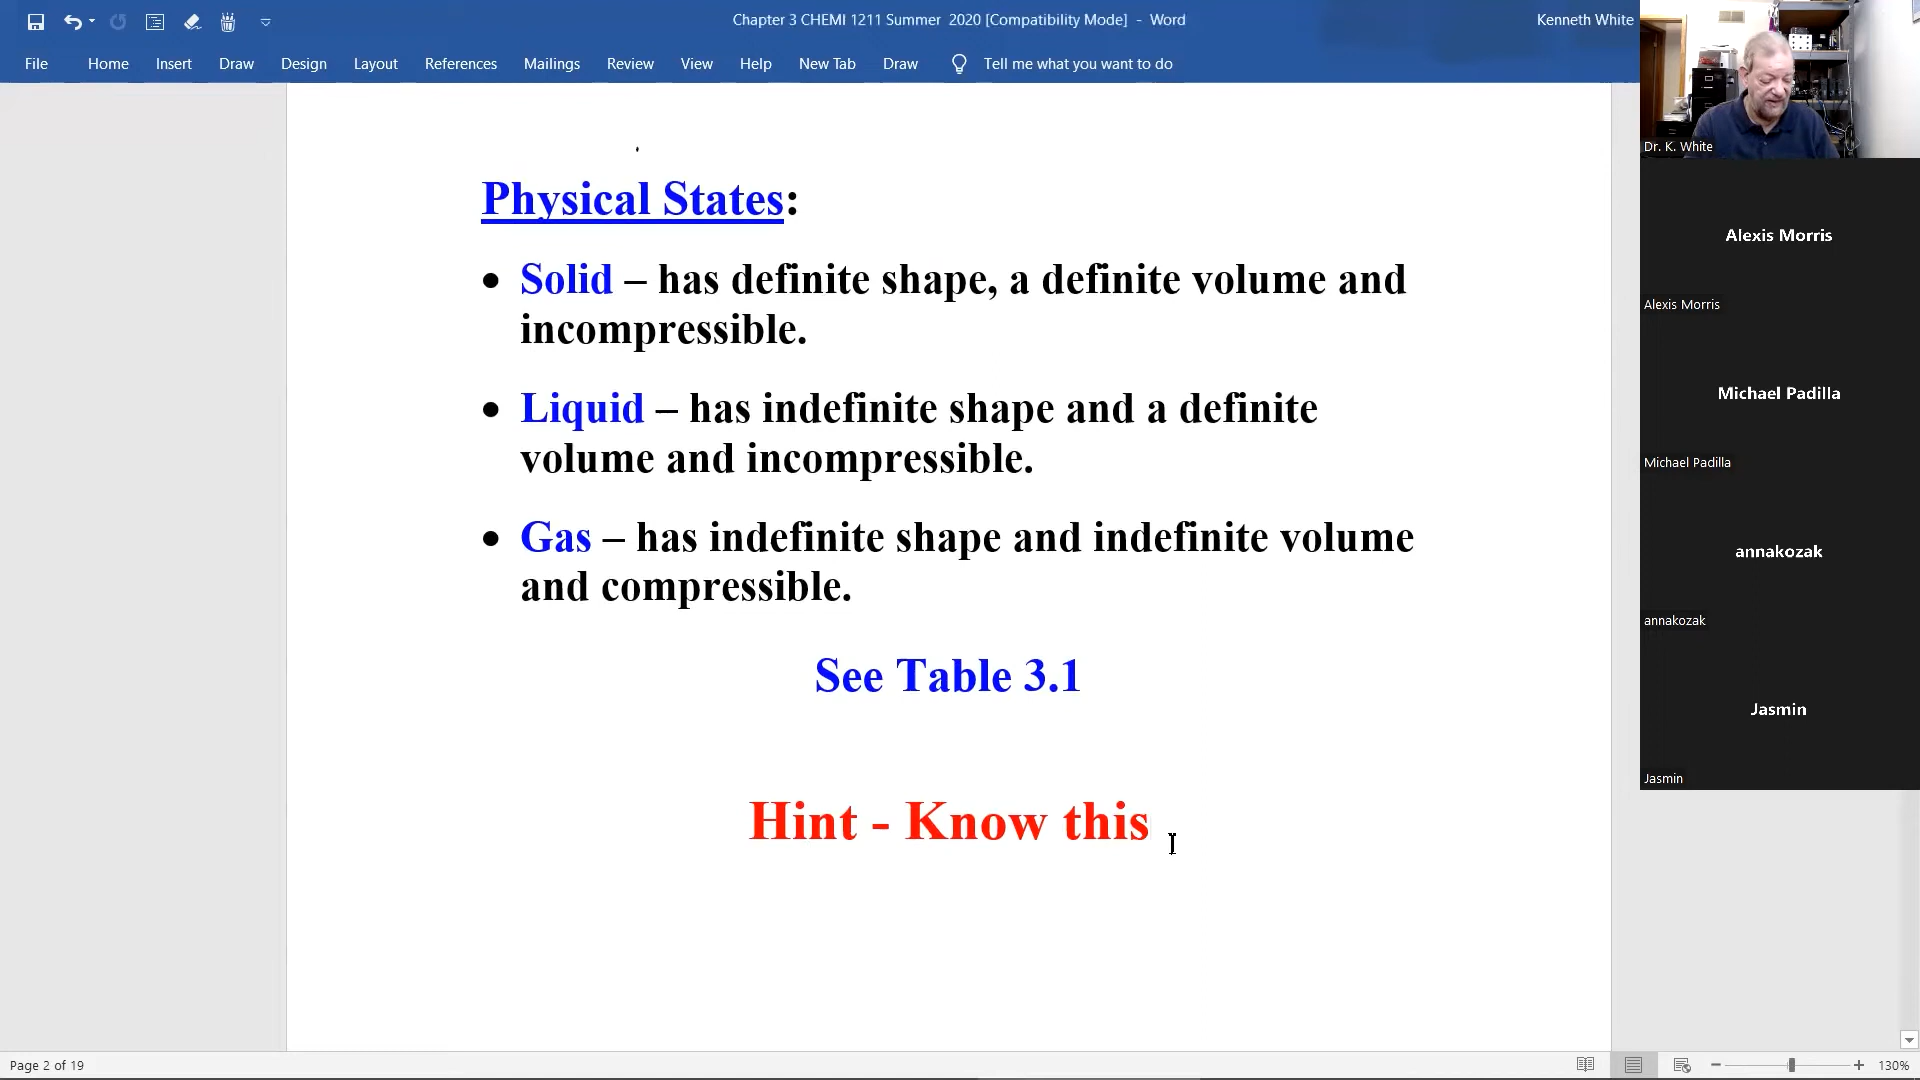 Chapter 3 CHEMI 1211 Summer 2020 [Compatibility Mode] - Word
Kenneth White
File Home Insert Draw Design Layout References Mailings Review View Help New Tab Draw Tell me what you want to do
Dr. K. White
Physical States:
• Solid – has definite shape, a definite volume and
incompressible.
• Liquid – has indefinite shape and a definite
volume and incompressible.
• Gas – has indefinite shape and indefinite volume
and compressible.
See Table 3.1
Hint - Know this
Alexis Morris
Alexis Morris
Michael Padilla
Michael Padilla
annakozak
annakozak
Jasmin
Jasmin
Page 2 of 19
130%